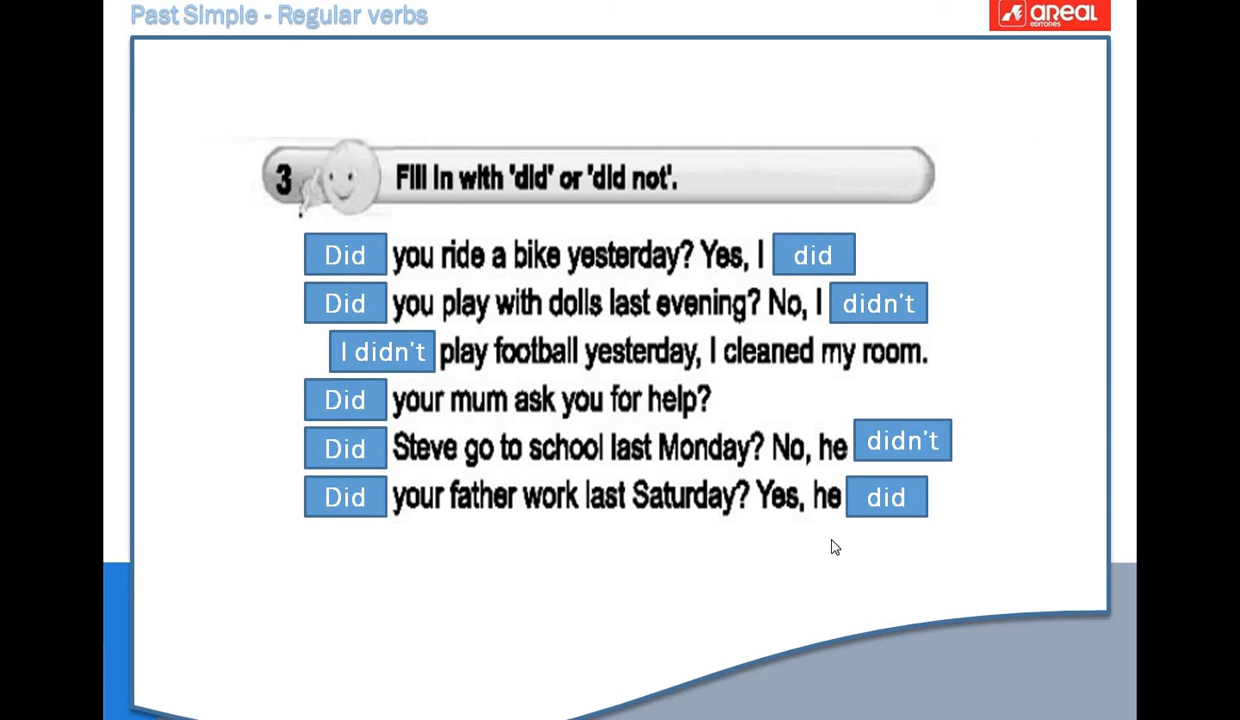 Past Simple - Regular verbs
aREaL
EDITORES
3 Fill in with 'did' or 'did not'.
Did you ride a bike yesterday? Yes, I did
Did you play with dolls last evening? No, I didn't
I didn't play football yesterday, I cleaned my room.
Did your mum ask you for help?
Did Steve go to school last Monday? No, he didn't
Did your father work last Saturday? Yes, he did